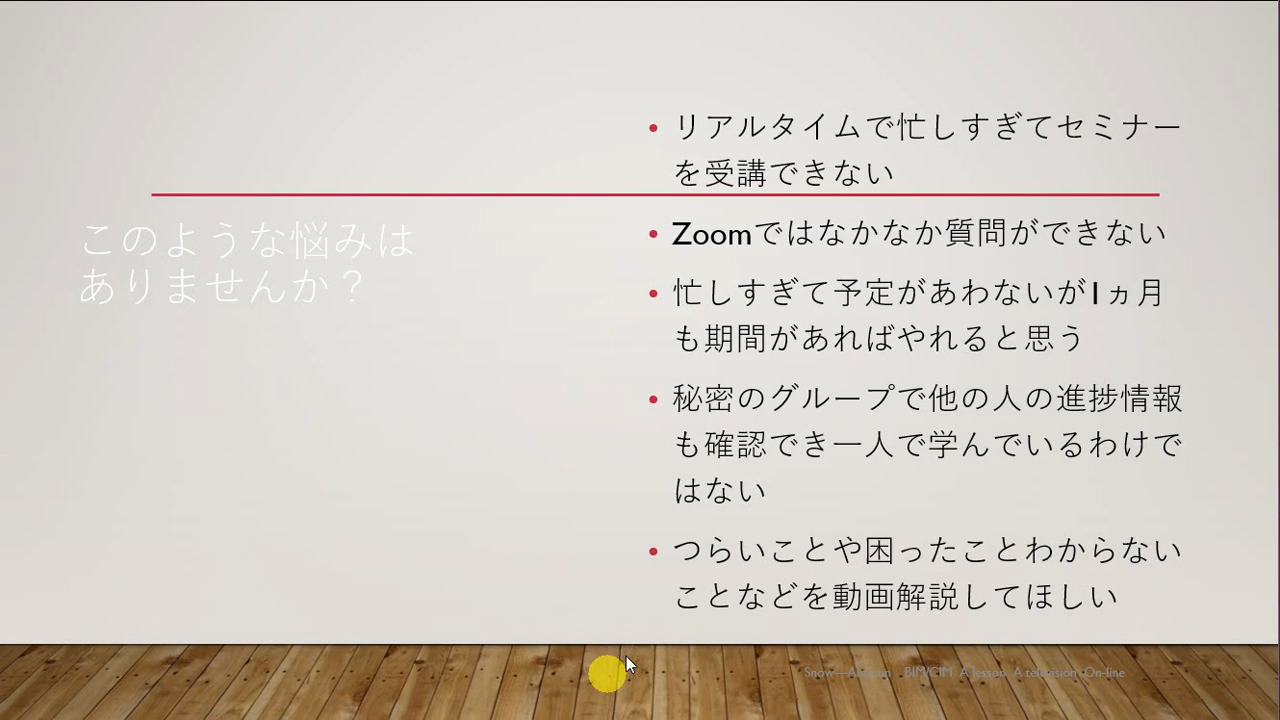 このような悩みは
ありませんか？
リアルタイムで忙しすぎてセミナー
を受講できない
Zoomではなかなか質問ができない
忙しすぎて予定があわないが1ヵ月
も期間があればやれると思う
秘密のグループで他の人の進捗情報
も確認でき一人で学んでいるわけで
はない
つらいことや困ったことわからない
ことなどを動画解説してほしい
BIM/CIM A lesson A television On-line